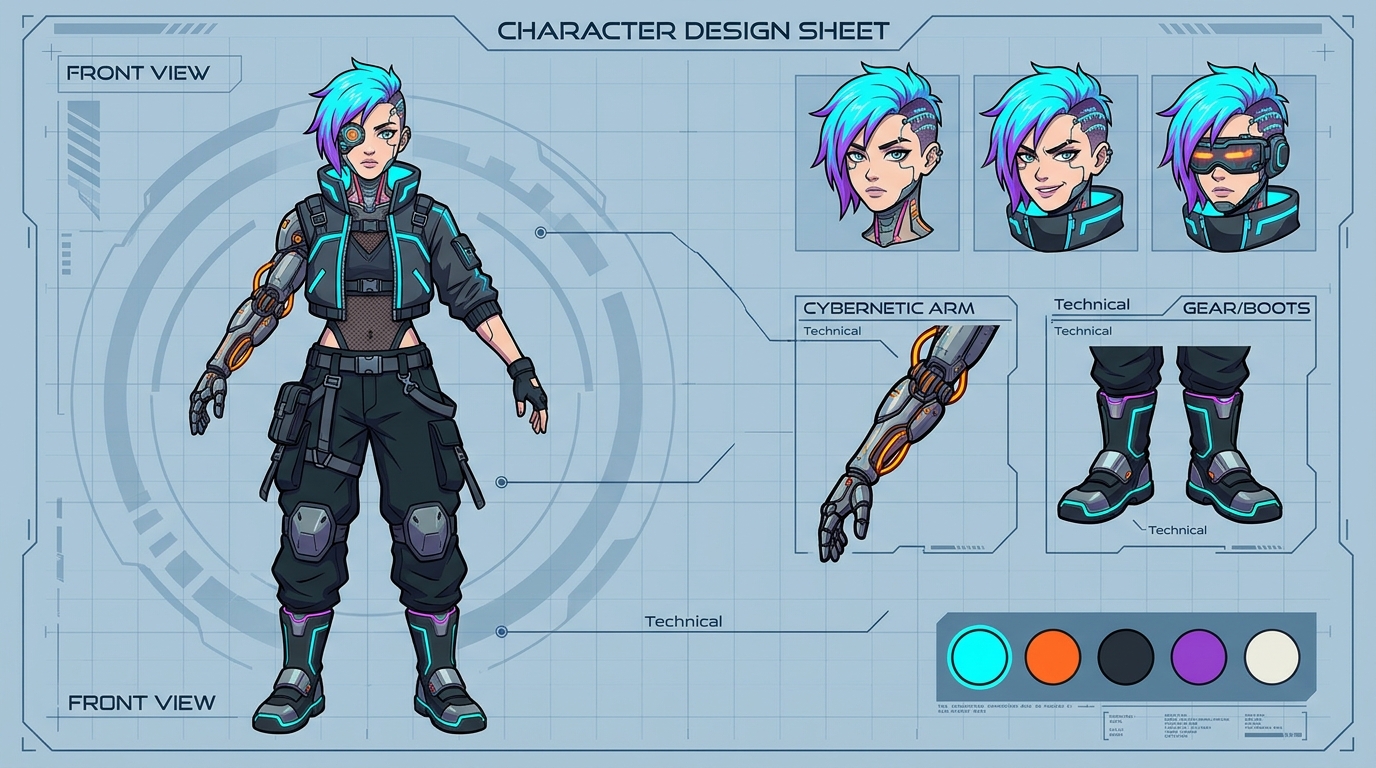 CHARACTER DESIGN SHEET
FRONT VIEW
CYBERNETIC ARM
Technical
Technical
GEAR/BOOTS
Technical
Technical
Technical
FRONT VIEW